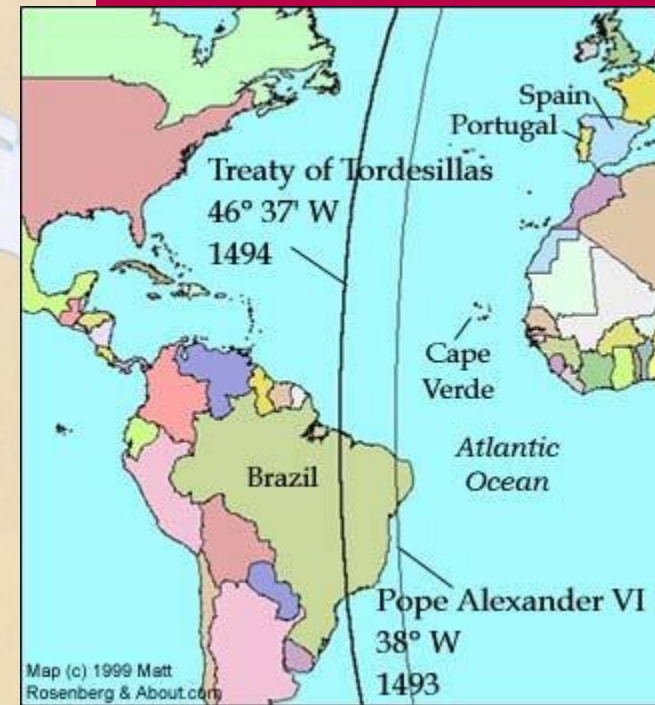 Spain
Portugal
Treaty of Tordesillas
46° 37' W
1494
Cape
Verde
Atlantic
Ocean
Brazil
Pope Alexander VI
38° W
1493
Map (c) 1999 Matt
Rosenberg & About.com